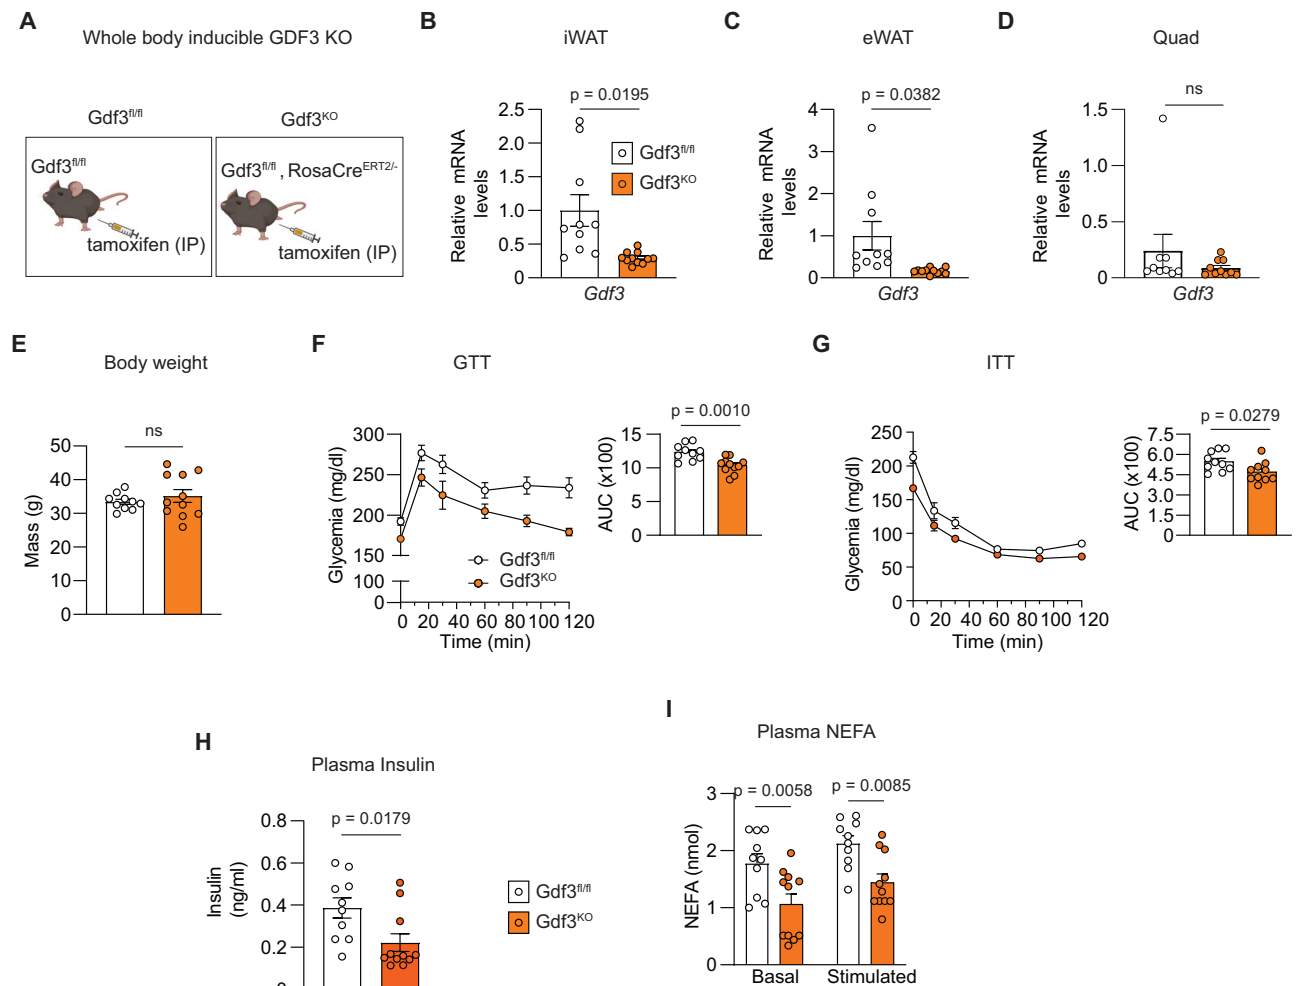 A
Whole body inducible GDF3 KO
Gdf3fl/fl
Gdf3KO
Gdf3fl/fl
tamoxifen (IP)
Gdf3fl/fl , RosaCreERT2/-
tamoxifen (IP)
B
iWAT
p = 0.0195
Relative mRNA
levels
2.5
2.0
1.5
1.0
0.5
0
Gdf3
Gdf3fl/fl
Gdf3KO
C
eWAT
p = 0.0382
Relative mRNA
levels
4
3
2
1
0
Gdf3
D
Quad
ns
Relative mRNA
levels
1.5
1.0
0.5
0
Gdf3
E
Body weight
ns
Mass (g)
50
40
30
20
10
0
F
GTT
Glycemia (mg/dl)
300
250
200
150
100
0
0 20 40 60 80 100 120
Time (min)
Gdf3fl/fl
Gdf3KO
p = 0.0010
AUC (x100)
15
10
5
0
G
ITT
Glycemia (mg/dl)
250
200
150
100
50
0
0 20 40 60 80 100 120
Time (min)
p = 0.0279
AUC (x100)
7.5
6.0
4.5
3.0
1.5
0
H
Plasma Insulin
p = 0.0179
Insulin
(ng/ml)
0.8
0.6
0.4
0.2
Gdf3fl/fl
Gdf3KO
I
Plasma NEFA
p = 0.0058
p = 0.0085
NEFA (nmol)
3
2
1
0
Basal
Stimulated